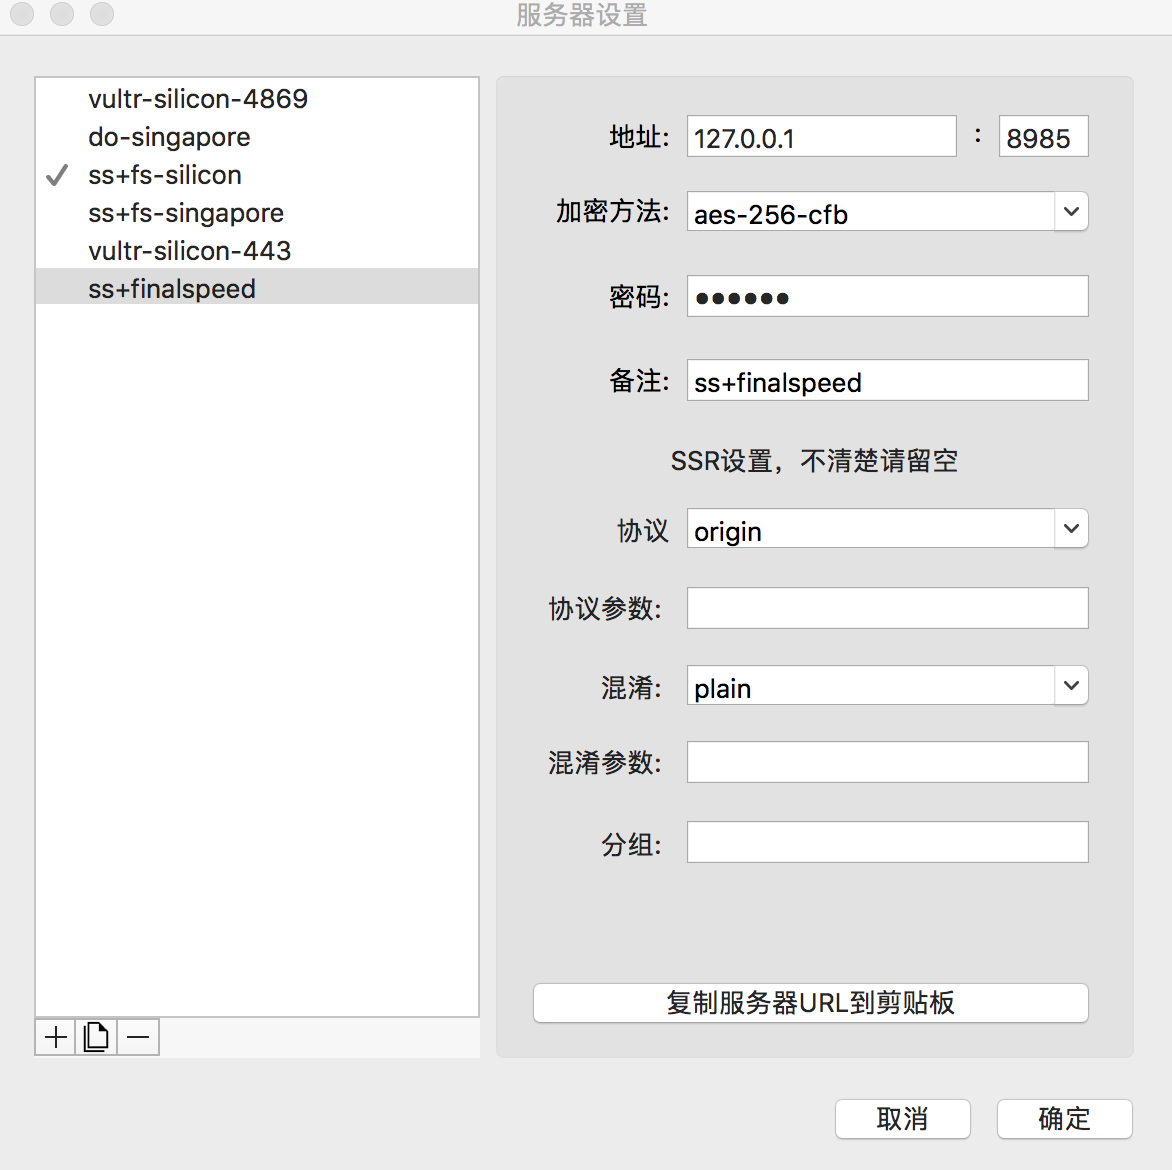 服务器设置
vultr-silicon-4869
do-singapore
ss+fs-silicon
ss+fs-singapore
vultr-silicon-443
ss+finalspeed
地址: 127.0.0.1 : 8985
加密方法: aes-256-cfb
密码: ••••••
备注: ss+finalspeed
SSR设置，不清楚请留空
协议 origin
协议参数:
混淆: plain
混淆参数:
分组:
复制服务器URL到剪贴板
取消 确定